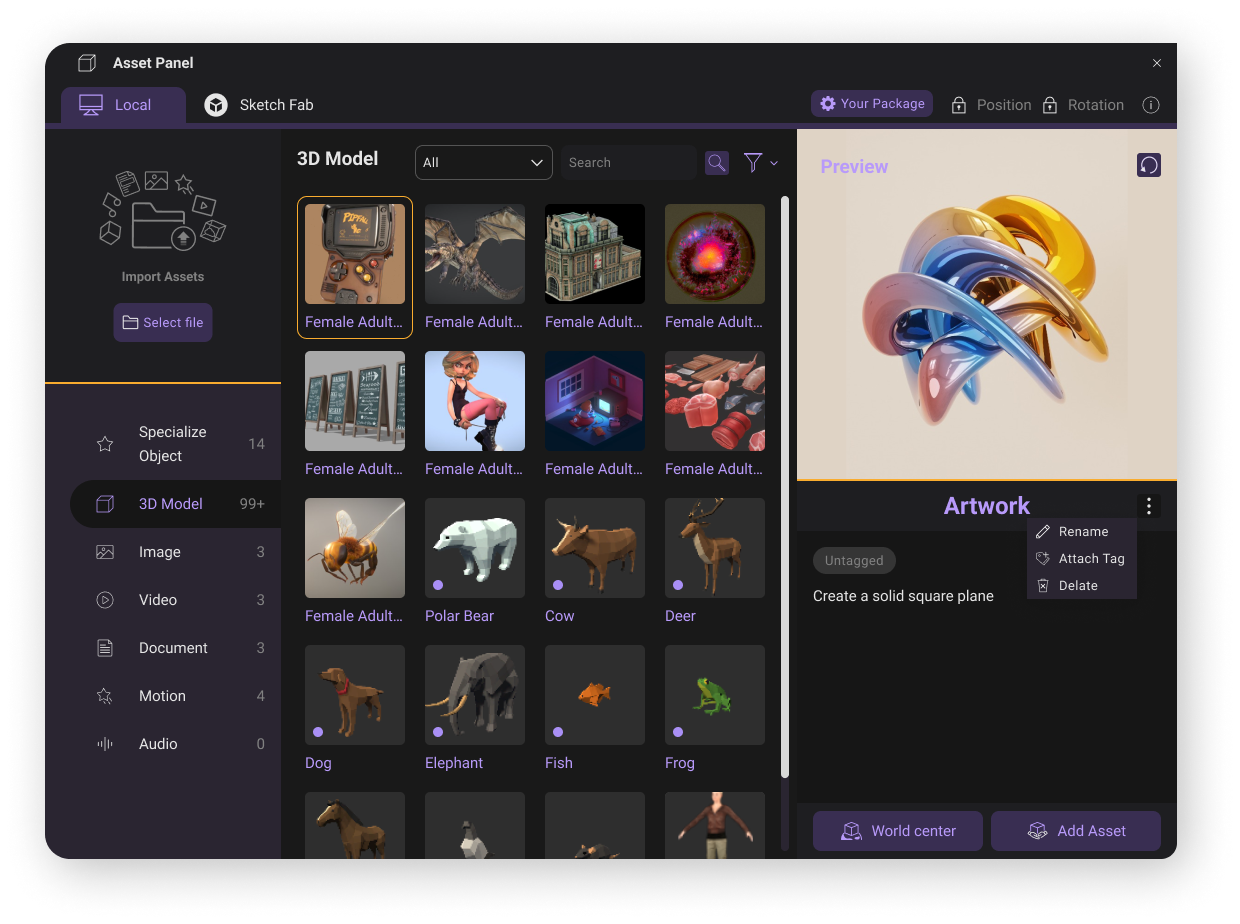 Asset Panel
Local
Sketch Fab
Your Package
Position
Rotation
Import Assets
Select file
Specialize
Object
14
3D Model
99+
Image
3
Video
3
Document
3
Motion
4
Audio
0
3D Model
All
Search
PITFALL
Female Adult...
Female Adult...
Female Adult...
Female Adult...
Female Adult...
Female Adult...
Female Adult...
Female Adult...
Female Adult...
Polar Bear
Cow
Deer
Dog
Elephant
Fish
Frog
Preview
Artwork
Rename
Attach Tag
Delete
Untagged
Create a solid square plane
World center
Add Asset